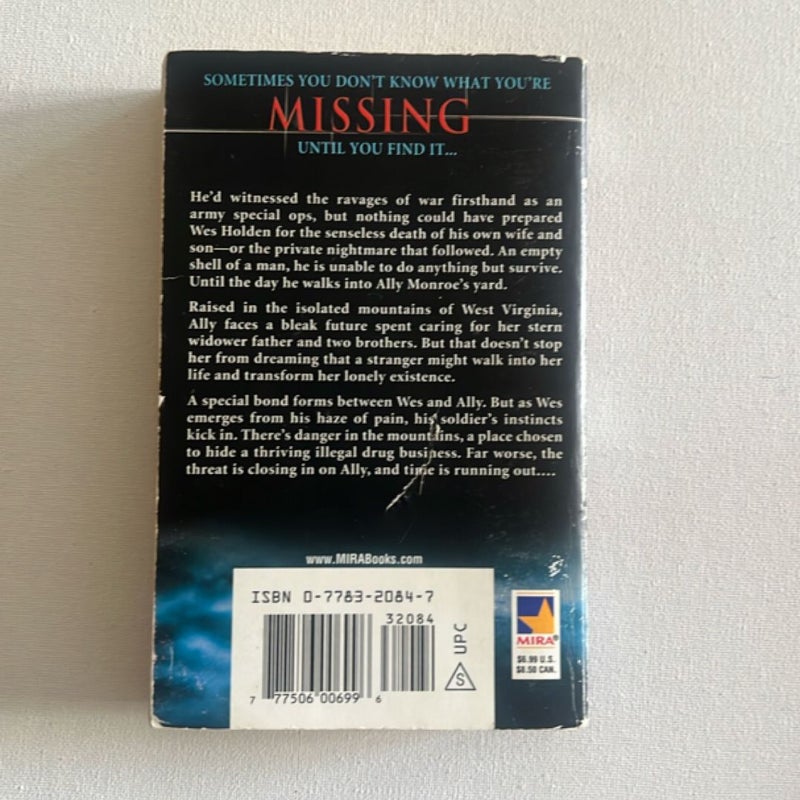 SOMETIMES YOU DON'T KNOW WHAT YOU'RE
MISSING
UNTIL YOU FIND IT...
He'd witnessed the ravages of war firsthand as an
army special ops, but nothing could have prepared
Wes Holden for the senseless death of his own wife and
son—or the private nightmare that followed. An empty
shell of a man, he is unable to do anything but survive.
Until the day he walks into Ally Monroe's yard.
Raised in the isolated mountains of West Virginia,
Ally faces a bleak future spent caring for her stern
widower father and two brothers. But that doesn't stop
her from dreaming that a stranger might walk into her
life and transform her lonely existence.
A special bond forms between Wes and Ally. But as Wes
emerges from his haze of pain, his soldier's instincts
kick in. There's danger in the mountains, a place chosen
to hide a thriving illegal drug business. Far worse, the
threat is closing in on Ally, and time is running out....
www.MIRABooks.com
ISBN 0-7783-2084-7
32084
UPC
S
7 77506 00699 6
MIRA®
$6.99 U.S.
$8.50 CAN.